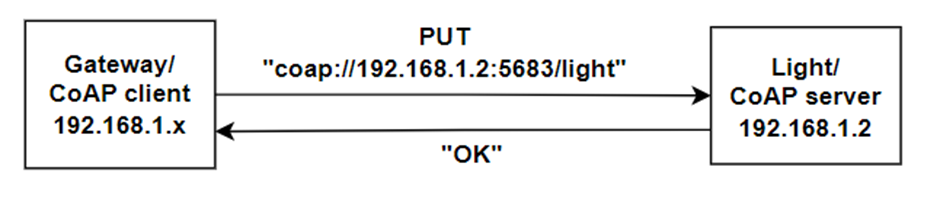 Gateway/
CoAP client
192.168.1.x
PUT
"coap://192.168.1.2:5683/light"
"OK"
Light/
CoAP server
192.168.1.2